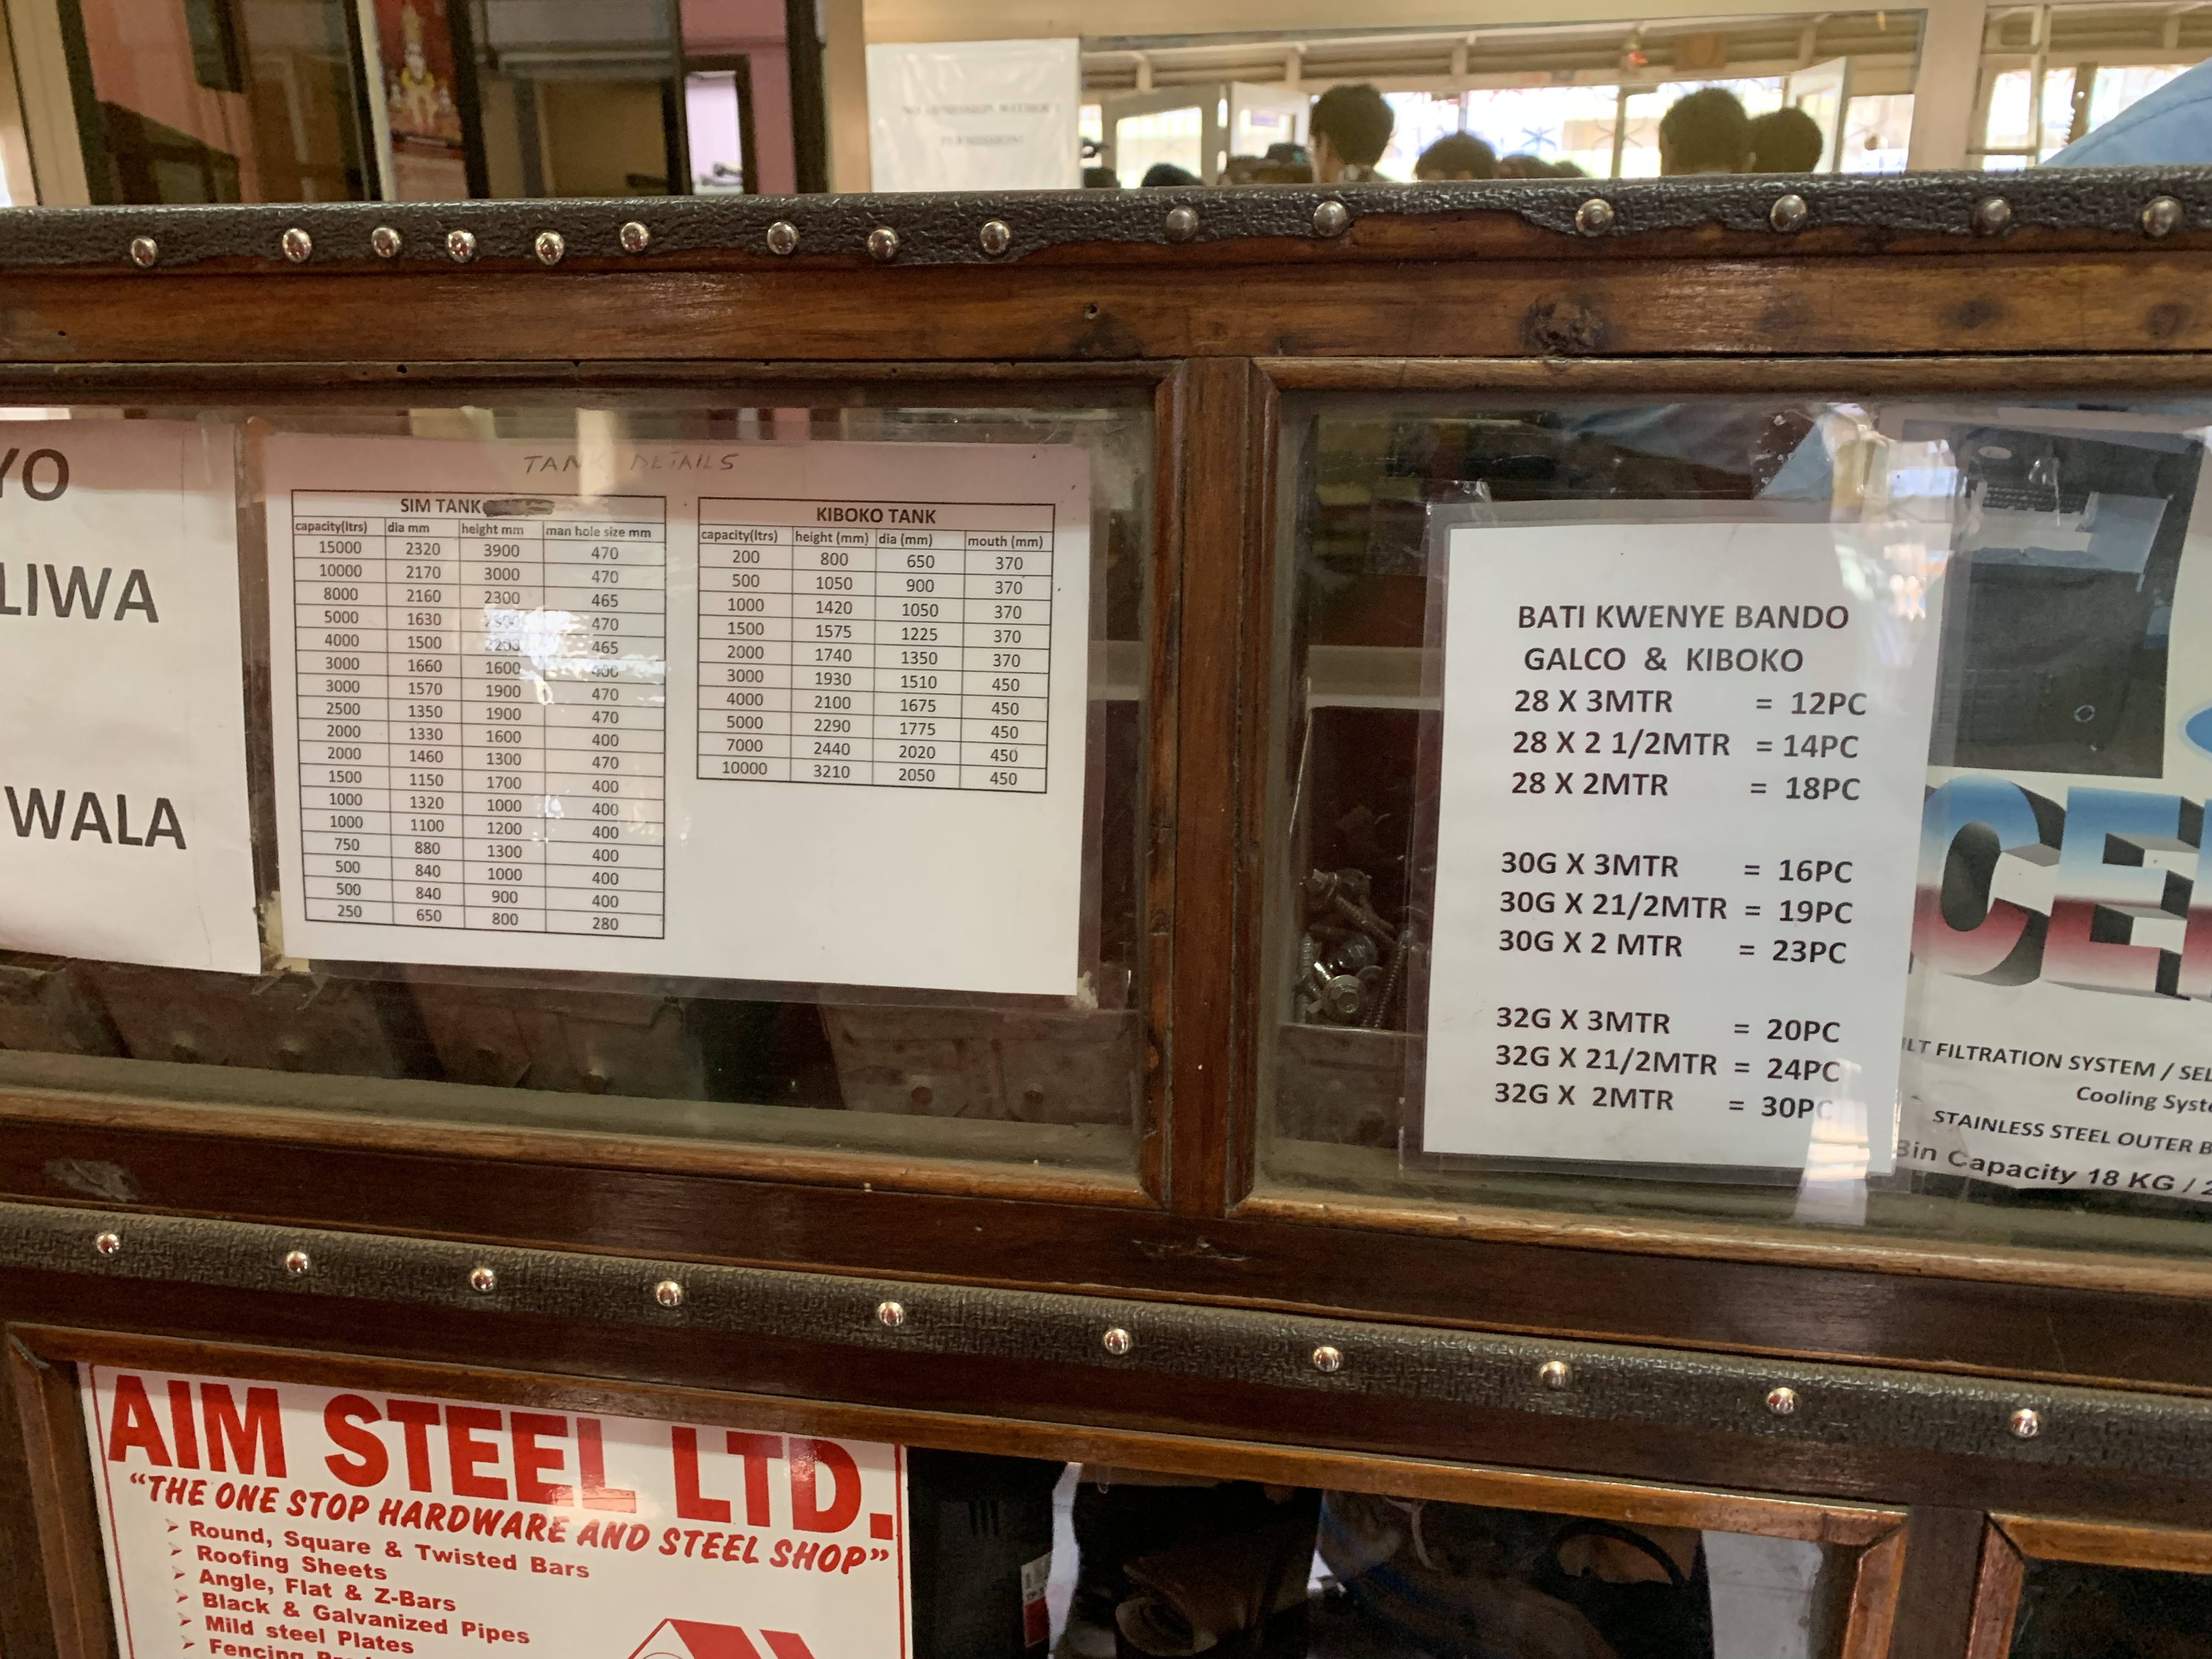 NO ADMISSION WITHOUT
PERMISSION!
YO
LIWA
WALA
TANK DETAILS
SIM TANK
capacity(ltrs) dia mm height mm man hole size mm
15000 2320 3900 470
10000 2170 3000 470
8000 2160 2300 465
5000 1630 470
4000 1500 465
3000 1660 1600
3000 1570 1900 470
2500 1350 1900 470
2000 1330 1600 400
2000 1460 1300 470
1500 1150 1700 400
1000 1320 1000 400
1000 1100 1200 400
750 880 1300 400
500 840 1000 400
500 840 900 400
250 650 800 280
KIBOKO TANK
capacity(ltrs) height (mm) dia (mm) mouth (mm)
200 800 650 370
500 1050 900 370
1000 1420 1050 370
1500 1575 1225 370
2000 1740 1350 370
3000 1930 1510 450
4000 2100 1675 450
5000 2290 1775 450
7000 2440 2020 450
10000 3210 2050 450
BATI KWENYE BANDO
GALCO & KIBOKO
28 X 3MTR = 12PC
28 X 2 1/2MTR = 14PC
28 X 2MTR = 18PC
30G X 3MTR = 16PC
30G X 21/2MTR = 19PC
30G X 2 MTR = 23PC
32G X 3MTR = 20PC
32G X 21/2MTR = 24PC
32G X 2MTR = 30PC
CE
ILT FILTRATION SYSTEM / SEL
Cooling Syst
STAINLESS STEEL OUTER B
Bin Capacity 18 KG / 2
AIM STEEL LTD.
“THE ONE STOP HARDWARE AND STEEL SHOP”
➢ Round, Square & Twisted Bars
➢ Roofing Sheets
➢ Angle, Flat & Z-Bars
➢ Black & Galvanized Pipes
➢ Mild steel Plates
➢ Fencing